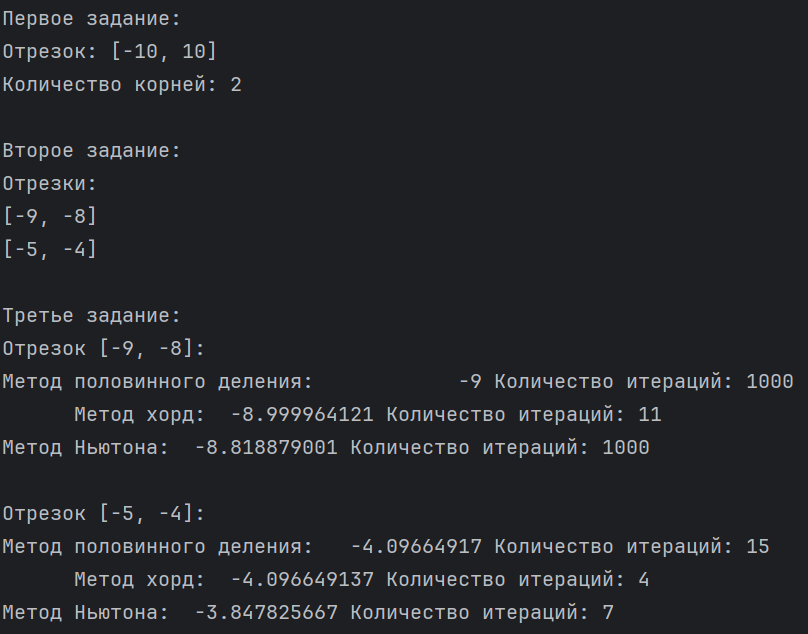 Первое задание:
Отрезок: [-10, 10]
Количество корней: 2
Второе задание:
Отрезки:
[-9, -8]
[-5, -4]
Третье задание:
Отрезок [-9, -8]:
Метод половинного деления: -9 Количество итераций: 1000
Метод хорд: -8.999964121 Количество итераций: 11
Метод Ньютона: -8.818879001 Количество итераций: 1000
Отрезок [-5, -4]:
Метод половинного деления: -4.09664917 Количество итераций: 15
Метод хорд: -4.096649137 Количество итераций: 4
Метод Ньютона: -3.847825667 Количество итераций: 7